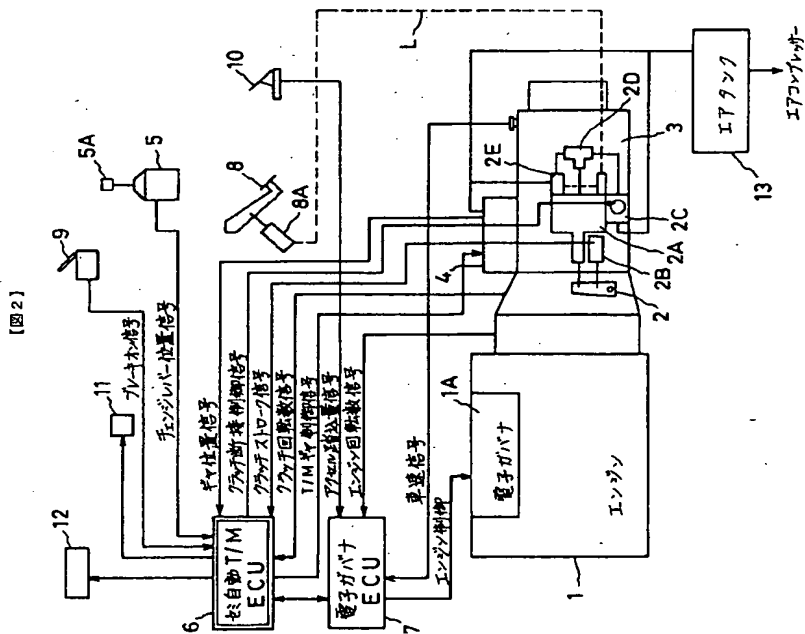 【図2】
12
11
ブレーキオン信号
9
チェンジレバー位置信号
5A
5
10
8
8A
L
6
セミ自動T/M
ECU
ギヤ位置信号
クラッチ断接制御信号
クラッチストローク信号
クラッチ回転数信号
T/Mギヤ制御信号
アクセル踏込量信号
エンジン回転数信号
7
電子ガバナ
ECU
車速信号
エンジン制御
4
2E
2D
3
2C
2A
2B
2
1A
電子ガバナ
エンジン
1
エアタンク
13
エアコンプレッサー